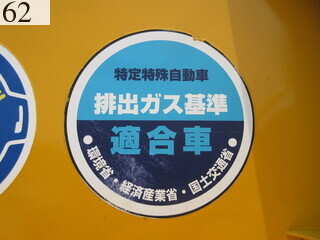 62
特定特殊自動車
排出ガス基準
適合車
・環境省・経済産業省・国土交通省・